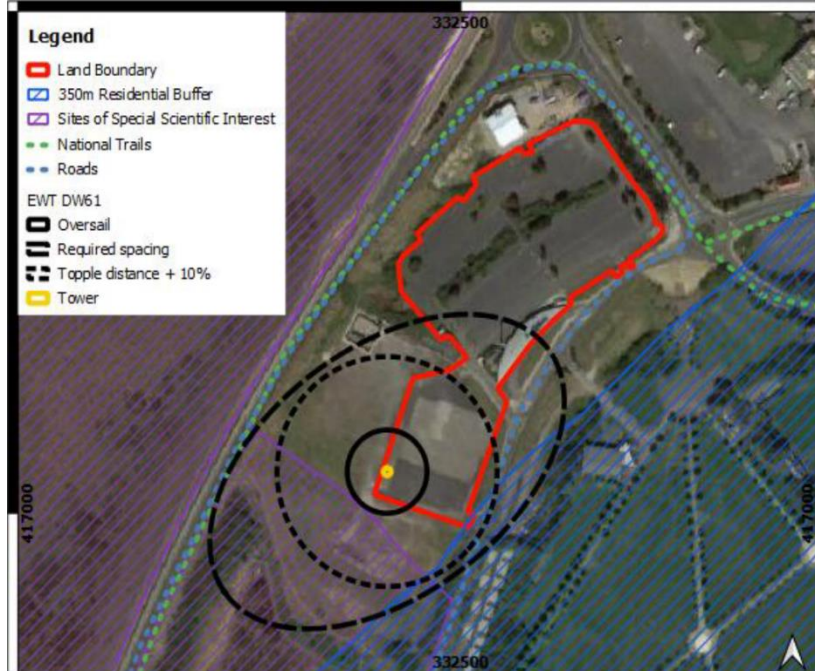 332500
Legend
Land Boundary
350m Residential Buffer
Sites of Special Scientific Interest
National Trails
Roads
EWT DW61
Oversail
Required spacing
Topple distance + 10%
Tower
417000
417000
332500